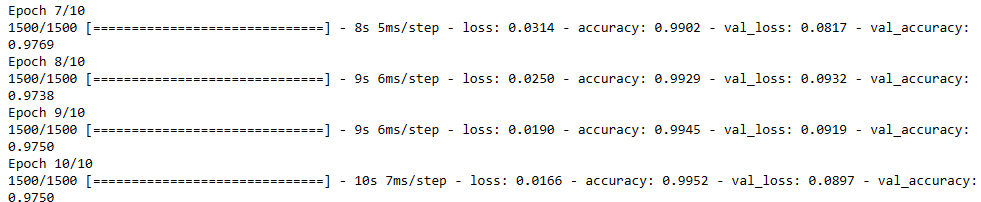 Epoch 7/10
1500/1500 [==============================] - 8s 5ms/step - loss: 0.0314 - accuracy: 0.9902 - val_loss: 0.0817 - val_accuracy:
0.9769
Epoch 8/10
1500/1500 [==============================] - 9s 6ms/step - loss: 0.0250 - accuracy: 0.9929 - val_loss: 0.0932 - val_accuracy:
0.9738
Epoch 9/10
1500/1500 [==============================] - 9s 6ms/step - loss: 0.0190 - accuracy: 0.9945 - val_loss: 0.0919 - val_accuracy:
0.9750
Epoch 10/10
1500/1500 [==============================] - 10s 7ms/step - loss: 0.0166 - accuracy: 0.9952 - val_loss: 0.0897 - val_accuracy:
0.9750